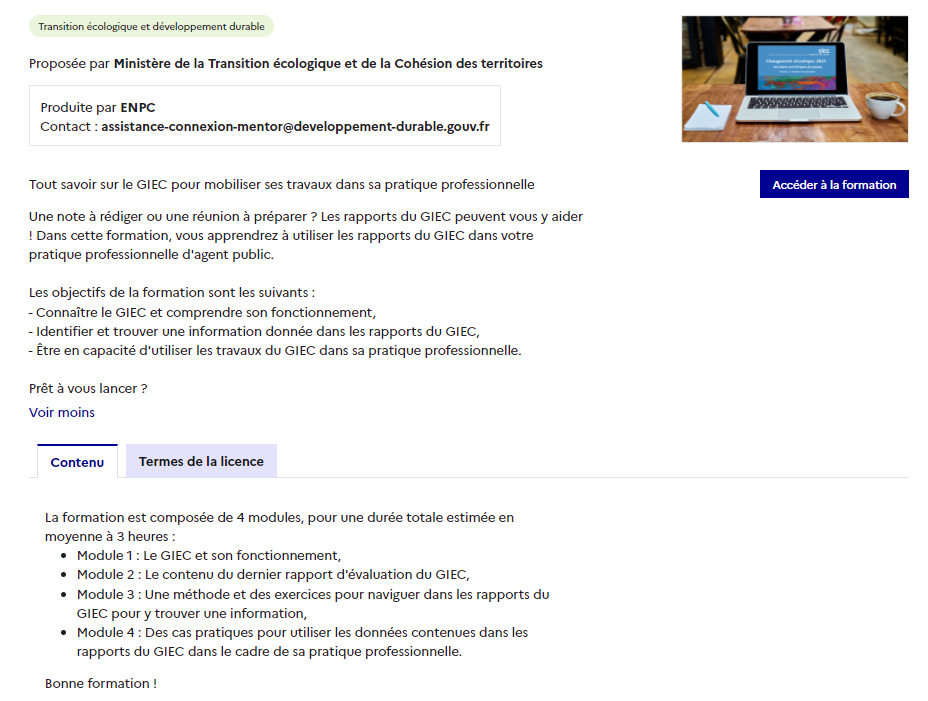 Transition écologique et développement durable
Proposée par Ministère de la Transition écologique et de la Cohésion des territoires
Produite par ENPC
Contact : assistance-connexion-mentor@developpement-durable.gouv.fr
giec
Changement climatique 2021
Tout savoir sur le GIEC pour mobiliser ses travaux dans sa pratique professionnelle
Accéder à la formation
Une note à rédiger ou une réunion à préparer ? Les rapports du GIEC peuvent vous y aider
! Dans cette formation, vous apprendrez à utiliser les rapports du GIEC dans votre
pratique professionnelle d'agent public.
Les objectifs de la formation sont les suivants :
- Connaître le GIEC et comprendre son fonctionnement,
- Identifier et trouver une information donnée dans les rapports du GIEC,
- Être en capacité d'utiliser les travaux du GIEC dans sa pratique professionnelle.
Prêt à vous lancer ?
Voir moins
Contenu
Termes de la licence
La formation est composée de 4 modules, pour une durée totale estimée en
moyenne à 3 heures :
• Module 1 : Le GIEC et son fonctionnement,
• Module 2 : Le contenu du dernier rapport d'évaluation du GIEC,
• Module 3 : Une méthode et des exercices pour naviguer dans les rapports du
GIEC pour y trouver une information,
• Module 4 : Des cas pratiques pour utiliser les données contenues dans les
rapports du GIEC dans le cadre de sa pratique professionnelle.
Bonne formation !